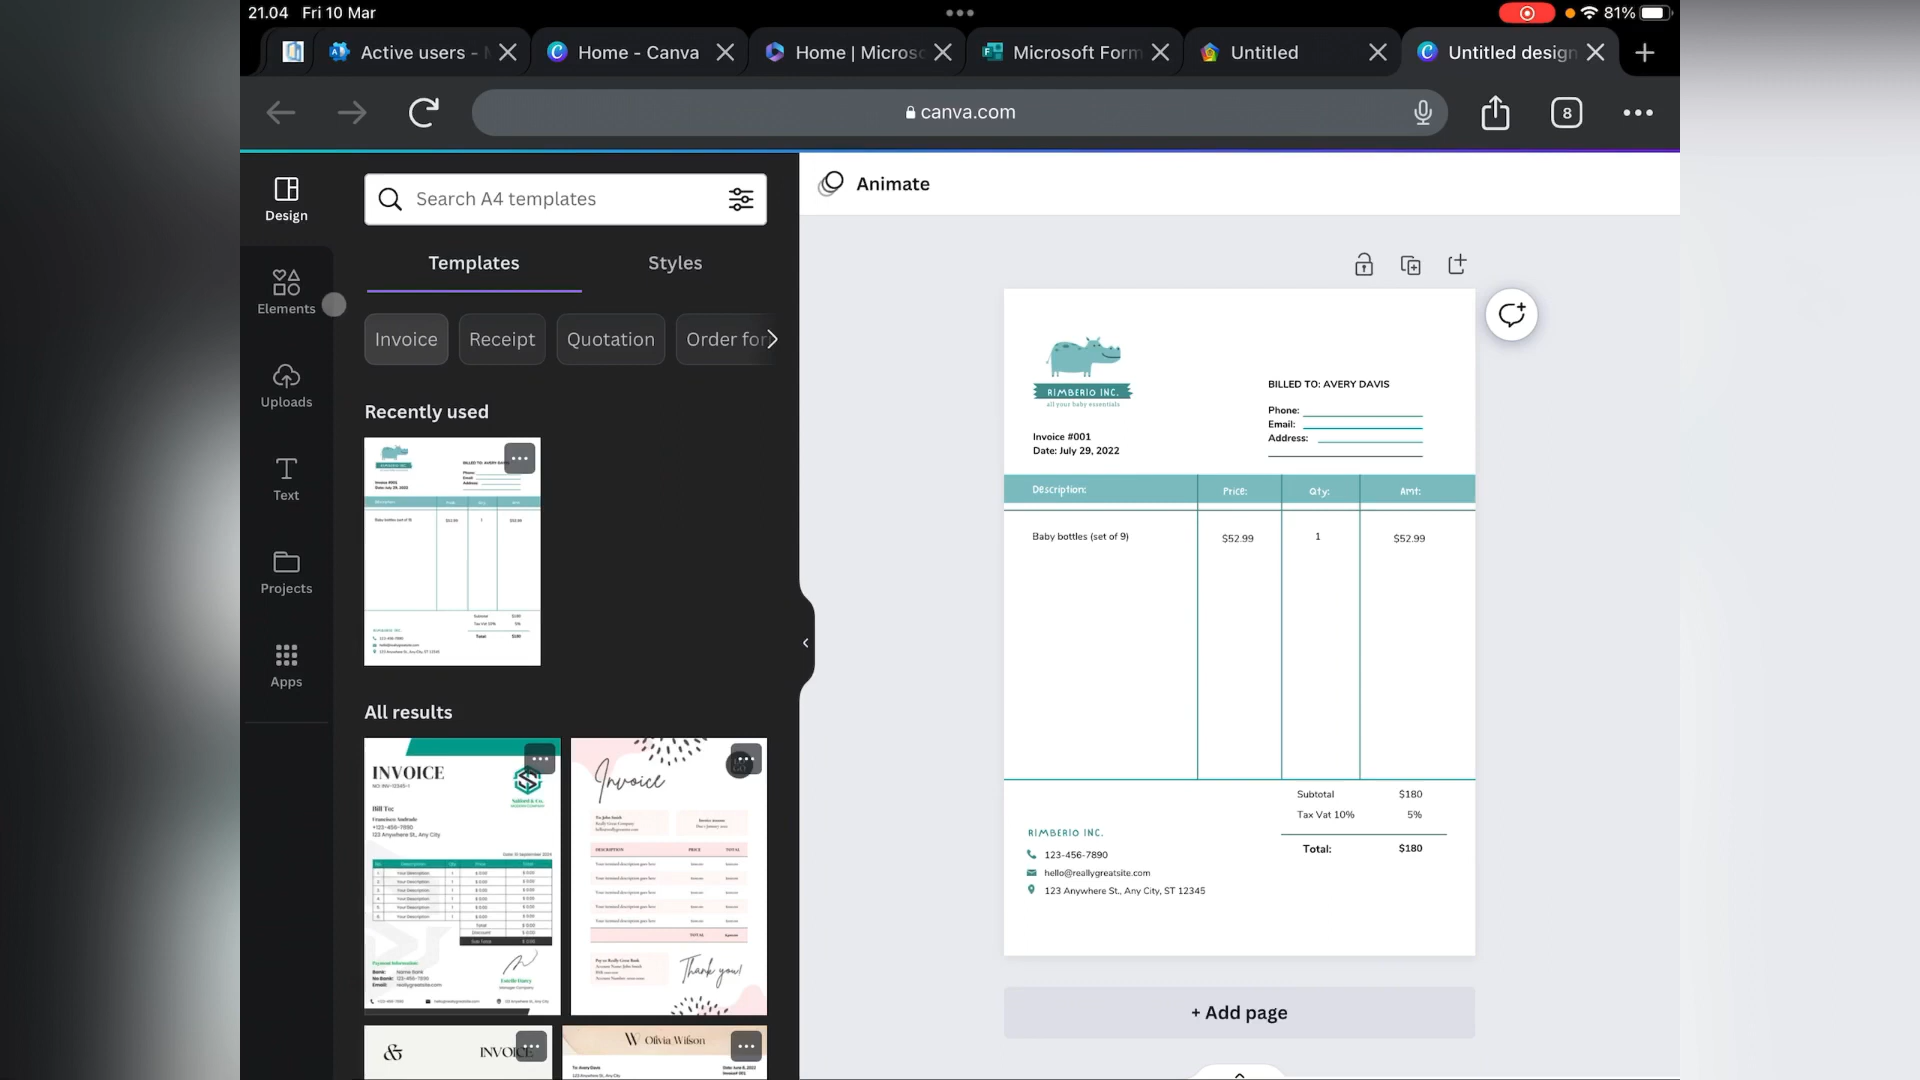 21.04 Fri 10 Mar
81%
Active users -
Home - Canva
Home | Microso
Microsoft Form
Untitled
Untitled design
canva.com
8
Design
Elements
Uploads
Text
Projects
Apps
Search A4 templates
Templates
Styles
Invoice
Receipt
Quotation
Order for
Recently used
All results
INVOICE
Invoice
DESCRIPTION
PRICE
TOTAL
Thank you!
&
INVOICE
W Olivia Wilson
Animate
RIMBERIO INC.
all your baby essentials
Invoice #001
Date: July 29, 2022
BILLED TO: AVERY DAVIS
Phone:
Email:
Address:
Description:
Price:
Qty:
Amt:
Baby bottles (set of 9)
$52.99
1
$52.99
Subtotal
$180
Tax Vat 10%
5%
Total:
$180
RIMBERIO INC.
123-456-7890
hello@reallygreatsite.com
123 Anywhere St., Any City, ST 12345
+ Add page